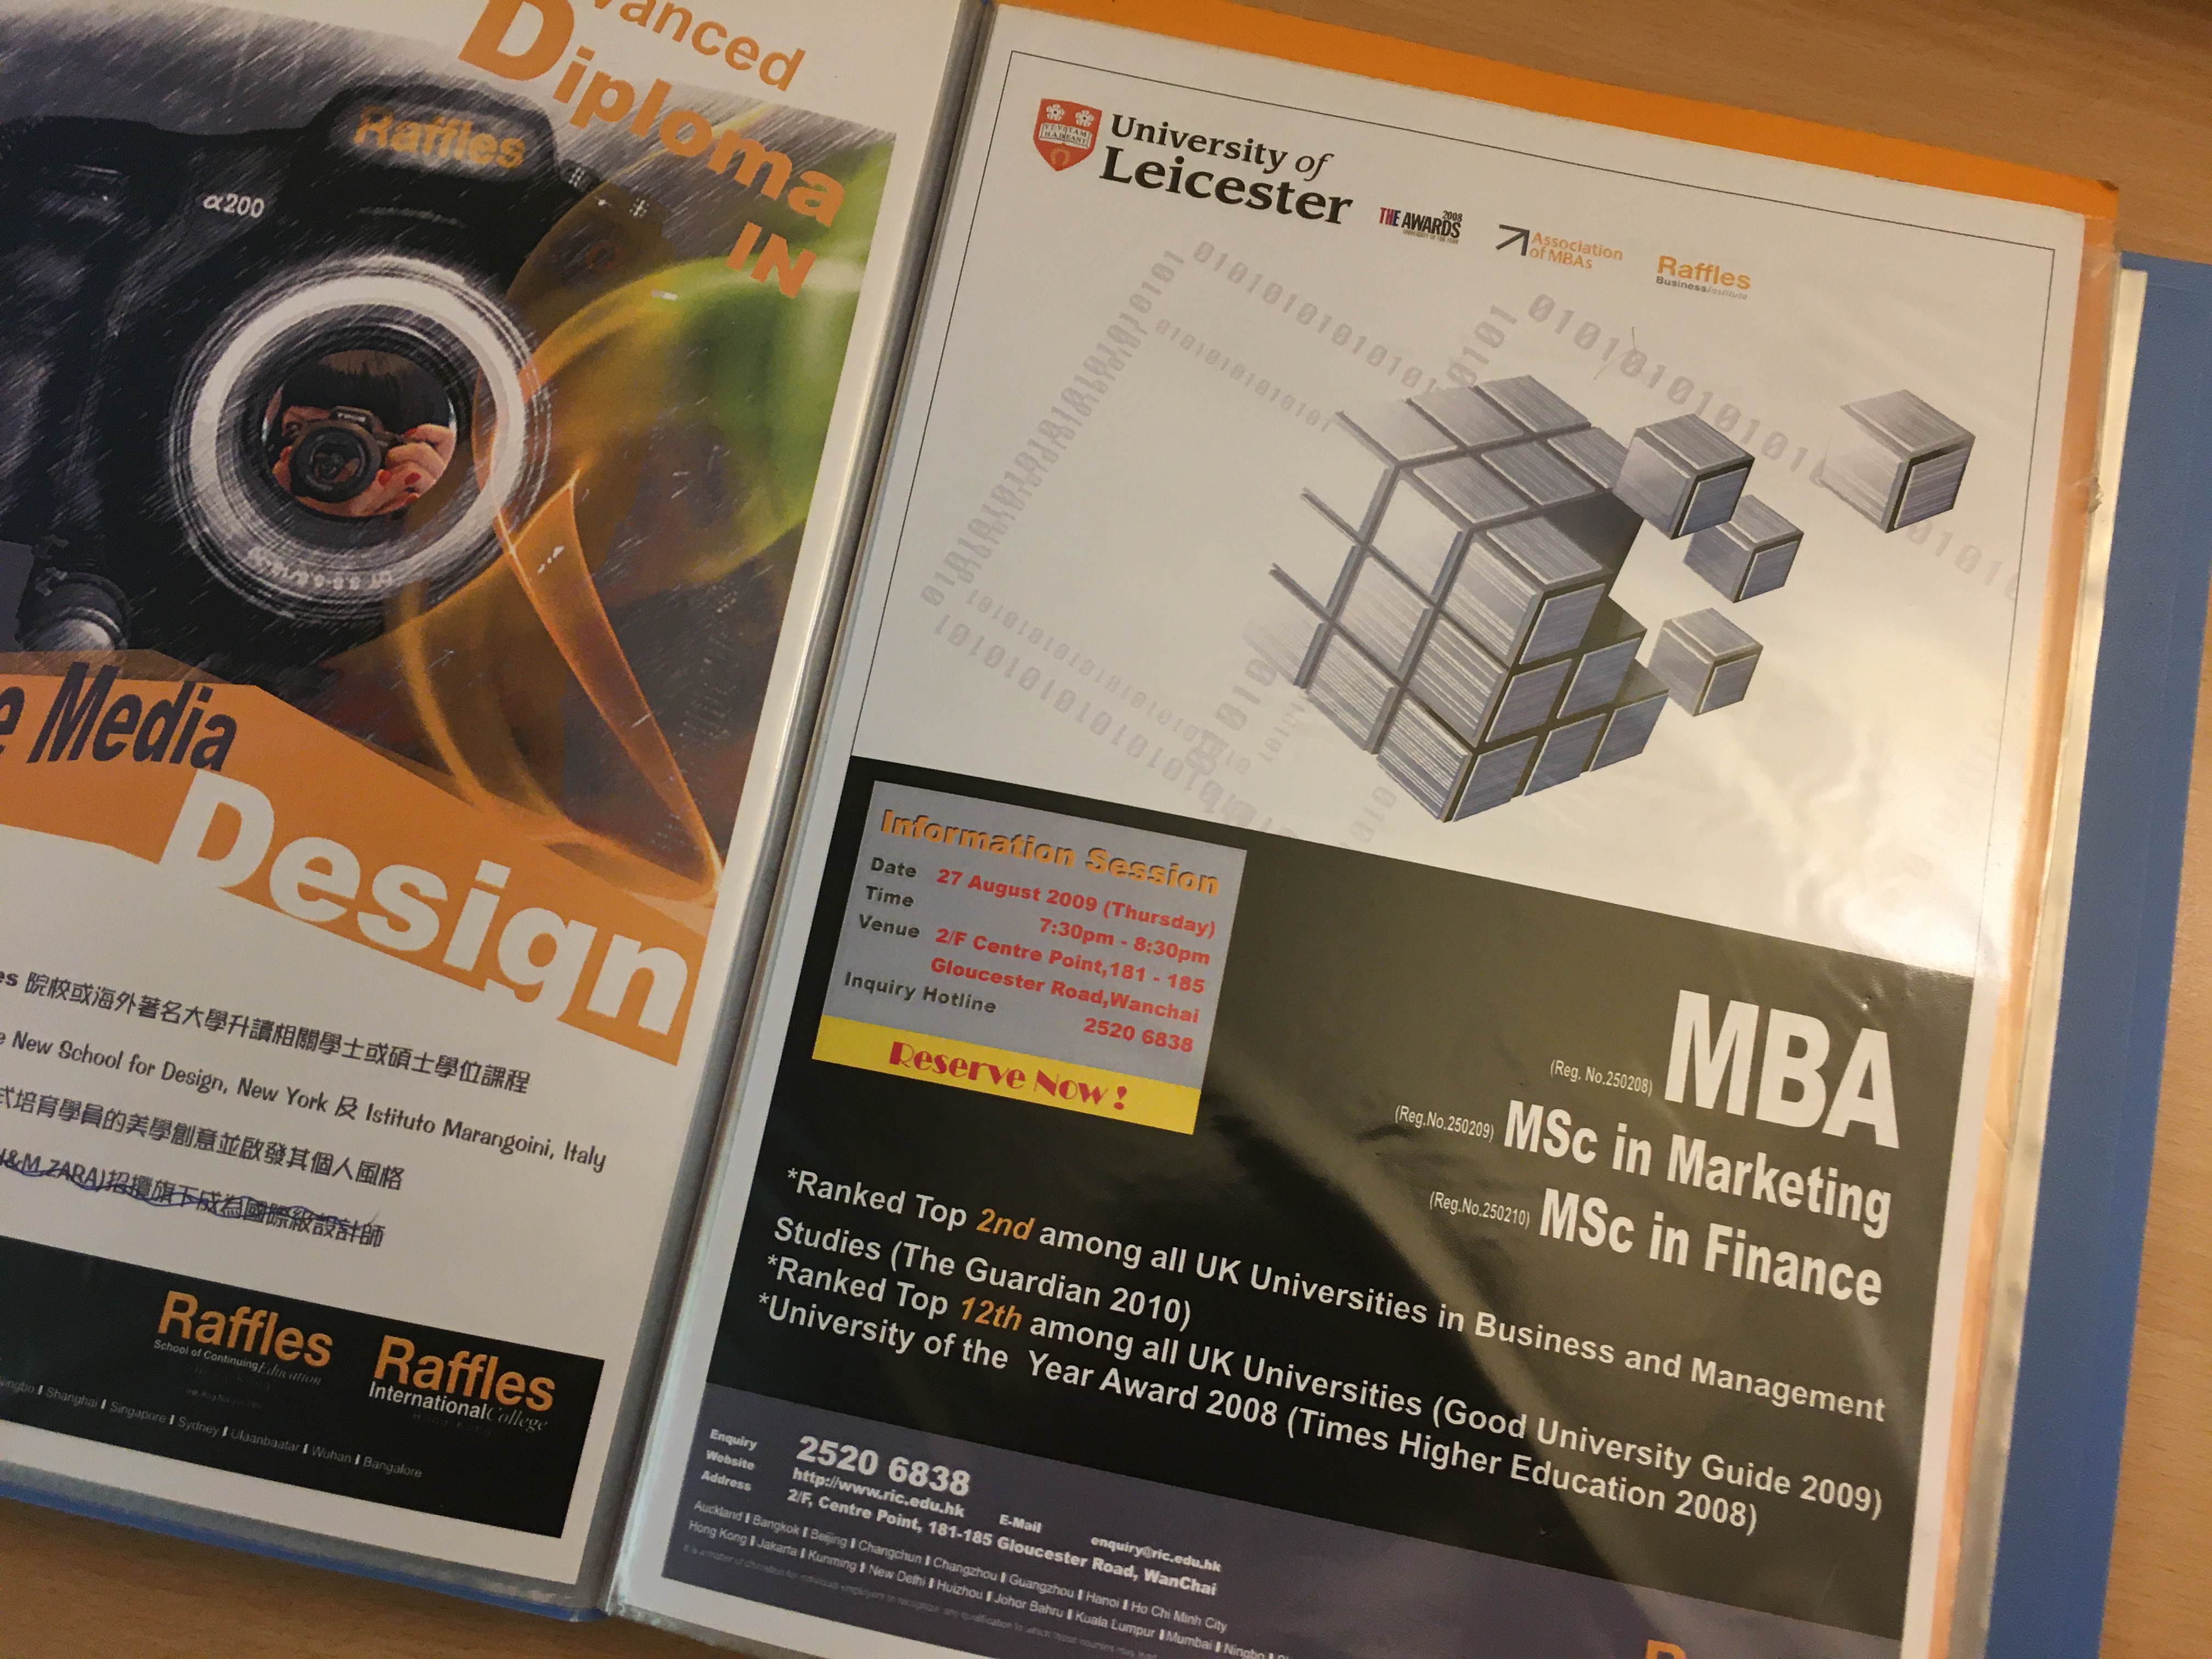 Advanced
Diploma
IN
Raffles
α200
Media
Design
院校或海外著名大學升讀相關學士或碩士學位課程
New School for Design, New York 及 Istituto Marangoini, Italy
培育學員的美學創意並啟發其個人風格
Raffles
School of Continuing Education
Raffles
International College
Shanghai I Singapore I Sydney I Ulaanbaatar I Wuhan I Bangalore
University of
Leicester
THE AWARDS
2008
Association
of MBAs
Raffles
Business Institute
Information Session
Date 27 August 2009 (Thursday)
Time 7:30pm - 8:30pm
Venue 2/F Centre Point,181 - 185
Gloucester Road,Wanchai
Inquiry Hotline 2520 6838
Reserve Now!
(Reg. No.250208) MBA
(Reg.No.250209) MSc in Marketing
(Reg.No.250210) MSc in Finance
*Ranked Top 2nd among all UK Universities in Business and Management
Studies (The Guardian 2010)
*Ranked Top 12th among all UK Universities (Good University Guide 2009)
*University of the Year Award 2008 (Times Higher Education 2008)
Enquiry 2520 6838
Website http://www.ric.edu.hk E-Mail enquiry@ric.edu.hk
Address 2/F, Centre Point, 181-185 Gloucester Road, WanChai
Auckland I Bangkok I Beijing I Changchun I Changzhou I Guangzhou I Hanoi I Ho Chi Minh City
Hong Kong I Jakarta I Kunming I New Delhi I Huizhou I Johor Bahru I Kuala Lumpur I Mumbai I Ningbo I